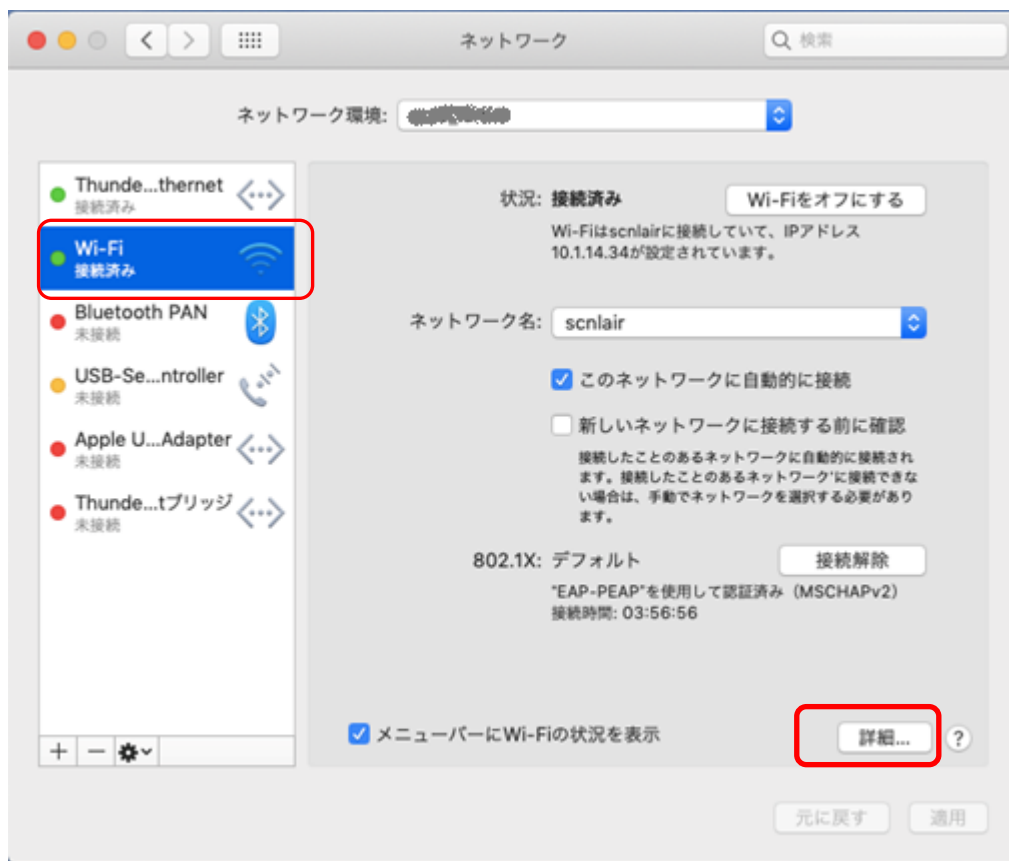 ネットワーク
検索
ネットワーク環境:
Thunde...thernet
接続済み
Wi-Fi
接続済み
Bluetooth PAN
未接続
USB-Se...ntroller
未接続
Apple U...Adapter
未接続
Thunde...tブリッジ
未接続
状況: 接続済み
Wi-Fiをオフにする
Wi-Fiはscnlairに接続していて、IPアドレス
10.1.14.34が設定されています。
ネットワーク名: scnlair
このネットワークに自動的に接続
新しいネットワークに接続する前に確認
接続したことのあるネットワークに自動的に接続され
ます。接続したことのあるネットワークに接続できな
い場合は、手動でネットワークを選択する必要があり
ます。
802.1X: デフォルト
接続解除
"EAP-PEAP"を使用して認証済み（MSCHAPv2）
接続時間: 03:56:56
メニューバーにWi-Fiの状況を表示
詳細...
?
元に戻す
適用